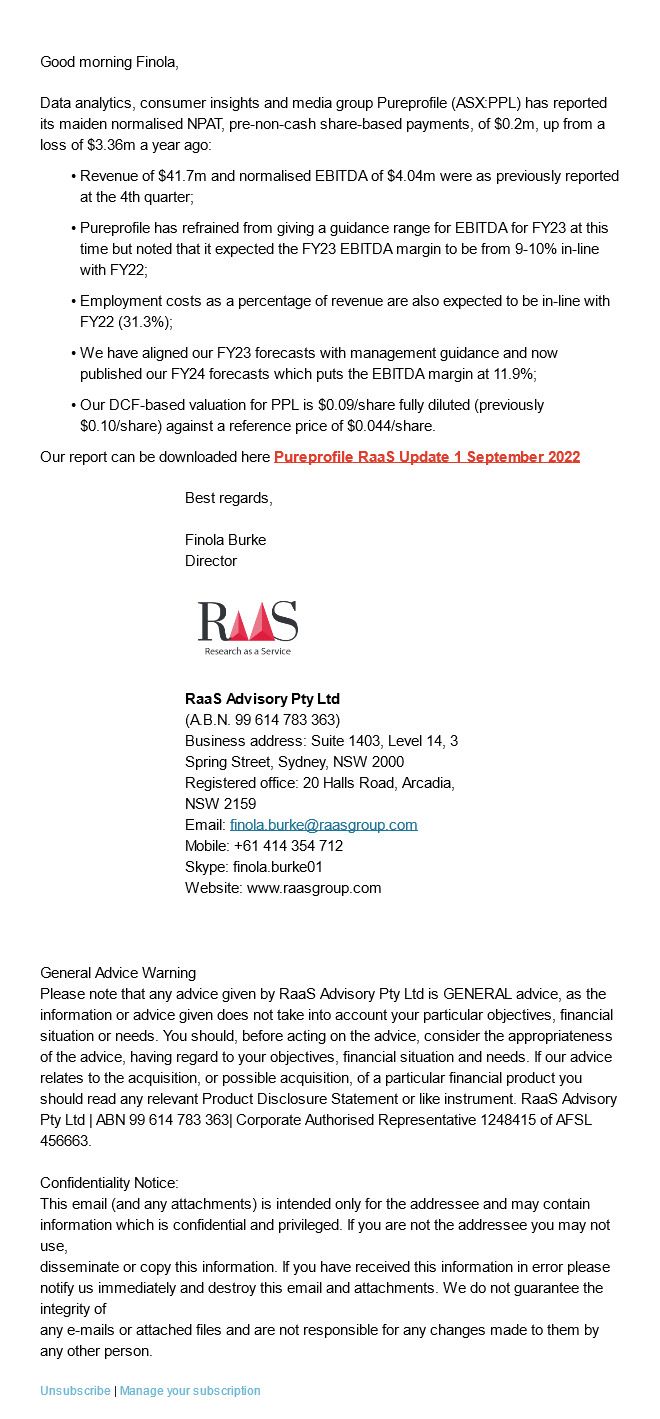 Good morning Finola,
Data analytics, consumer insights and media group Pureprofile (ASX:PPL) has reported
its maiden normalised NPAT, pre-non-cash share-based payments, of $0.2m, up from a
loss of $3.36m a year ago:
• Revenue of $41.7m and normalised EBITDA of $4.04m were as previously reported
at the 4th quarter;
• Pureprofile has refrained from giving a guidance range for EBITDA for FY23 at this
time but noted that it expected the FY23 EBITDA margin to be from 9-10% in-line
with FY22;
• Employment costs as a percentage of revenue are also expected to be in-line with
FY22 (31.3%);
• We have aligned our FY23 forecasts with management guidance and now
published our FY24 forecasts which puts the EBITDA margin at 11.9%;
• Our DCF-based valuation for PPL is $0.09/share fully diluted (previously
$0.10/share) against a reference price of $0.044/share.
Our report can be downloaded here Pureprofile RaaS Update 1 September 2022
Best regards,
Finola Burke
Director
RAAS
Research as a Service
RaaS Advisory Pty Ltd
(A.B.N. 99 614 783 363)
Business address: Suite 1403, Level 14, 3
Spring Street, Sydney, NSW 2000
Registered office: 20 Halls Road, Arcadia,
NSW 2159
Email: finola.burke@raasgroup.com
Mobile: +61 414 354 712
Skype: finola.burke01
Website: www.raasgroup.com
General Advice Warning
Please note that any advice given by RaaS Advisory Pty Ltd is GENERAL advice, as the
information or advice given does not take into account your particular objectives, financial
situation or needs. You should, before acting on the advice, consider the appropriateness
of the advice, having regard to your objectives, financial situation and needs. If our advice
relates to the acquisition, or possible acquisition, of a particular financial product you
should read any relevant Product Disclosure Statement or like instrument. RaaS Advisory
Pty Ltd | ABN 99 614 783 363| Corporate Authorised Representative 1248415 of AFSL
456663.
Confidentiality Notice:
This email (and any attachments) is intended only for the addressee and may contain
information which is confidential and privileged. If you are not the addressee you may not
use,
disseminate or copy this information. If you have received this information in error please
notify us immediately and destroy this email and attachments. We do not guarantee the
integrity of
any e-mails or attached files and are not responsible for any changes made to them by
any other person.
Unsubscribe | Manage your subscription